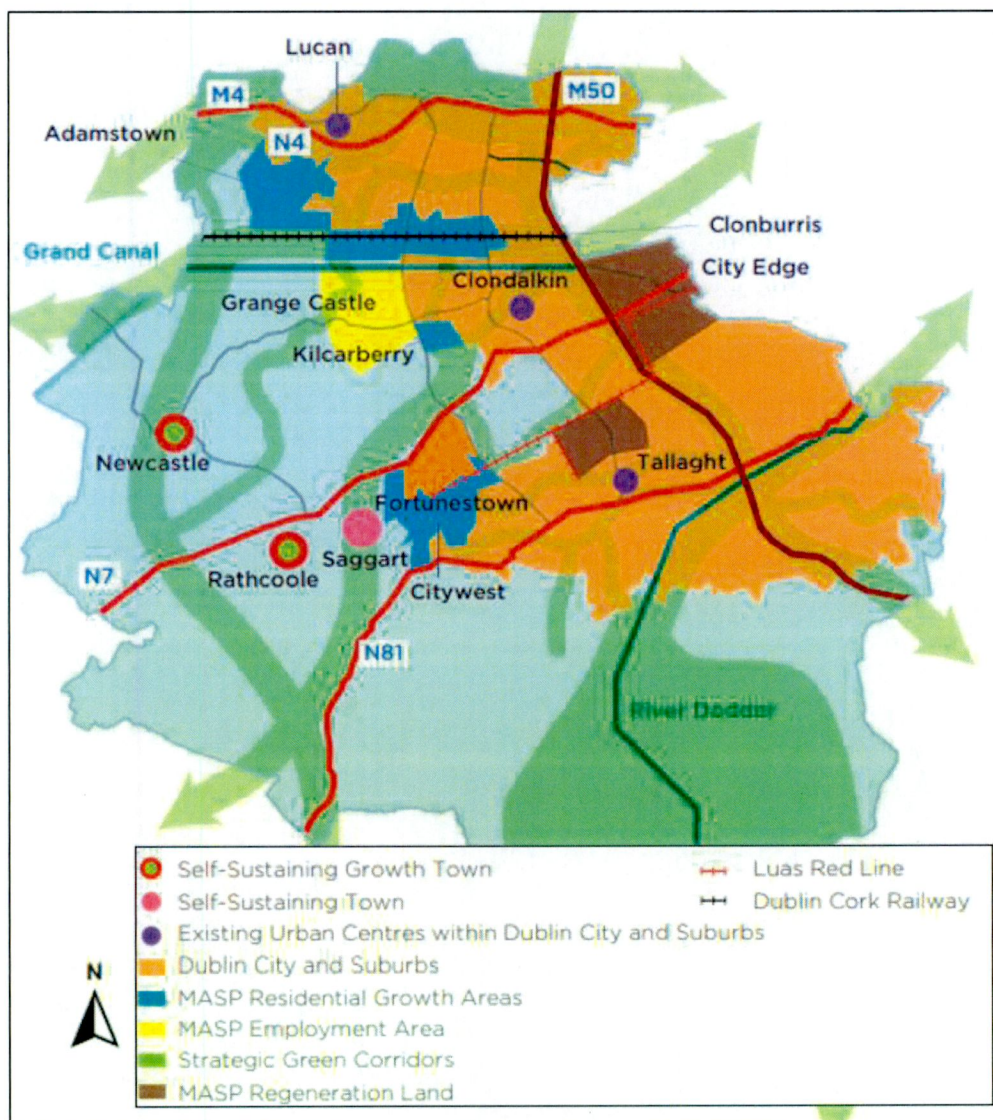 Lucan
M4
M50
Adamstown
N4
Clonburris
Grand Canal
City Edge
Clondalkin
Grange Castle
Kilcarberry
Newcastle
Tallaght
Fortunestown
Saggart
Rathcoole
N7
Citywest
N81
River Dodder
Self-Sustaining Growth Town
Self-Sustaining Town
Existing Urban Centres within Dublin City and Suburbs
Dublin City and Suburbs
MASP Residential Growth Areas
MASP Employment Area
Strategic Green Corridors
MASP Regeneration Land
Luas Red Line
Dublin Cork Railway
N